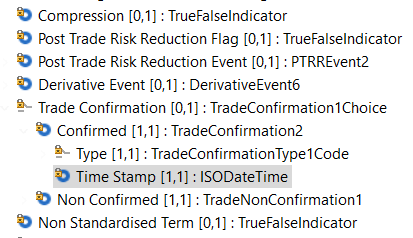 Compression [0,1] : TrueFalseIndicator
Post Trade Risk Reduction Flag [0,1] : TrueFalseIndicator
Post Trade Risk Reduction Event [0,1] : PTRREvent2
Derivative Event [0,1] : DerivativeEvent6
Trade Confirmation [0,1] : TradeConfirmation1Choice
Confirmed [1,1] : TradeConfirmation2
Type [1,1] : TradeConfirmationType1Code
Time Stamp [1,1] : ISODateTime
Non Confirmed [1,1] : TradeNonConfirmation1
Non Standardised Term [0,1] : TrueFalseIndicator